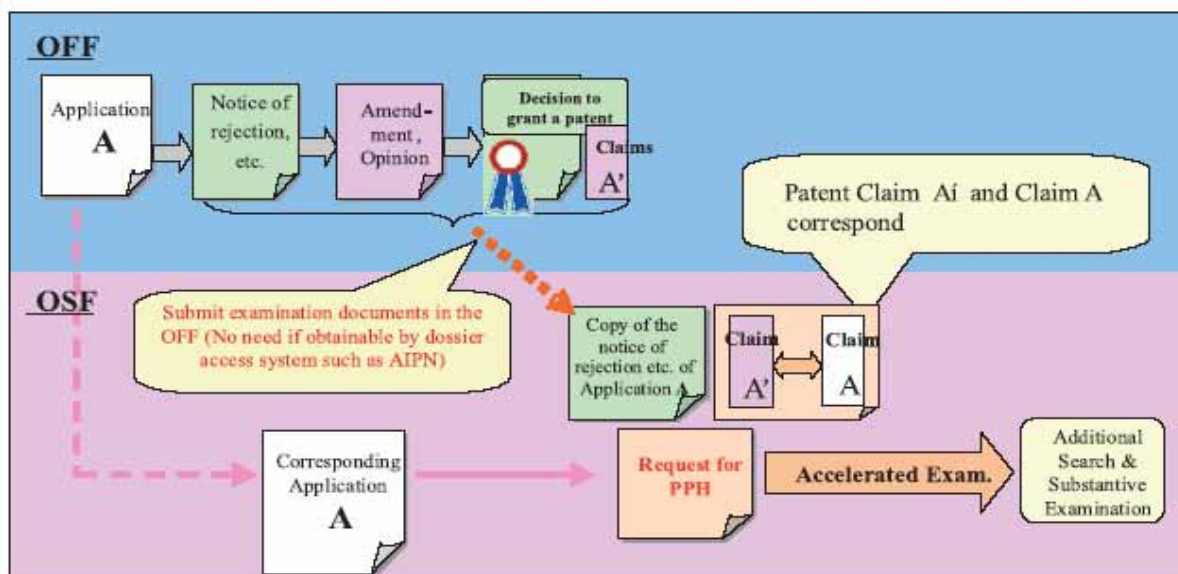 OFF
Application
A
Notice of
rejection,
etc.
Amend-
ment ,
Opinion
Decision to
grant a patent
Claims
A'
Patent Claim Aí and Claim A
correspond
OSF
Submit examination documents in the
OFF (No need if obtainable by dossier
access system such as AIPN)
Copy of the
notice of
rejection etc. of
Application A
Claim
A'
Claim
A
Corresponding
Application
A
Request for
PPH
Accelerated Exam.
Additional
Search &
Substantive
Examination